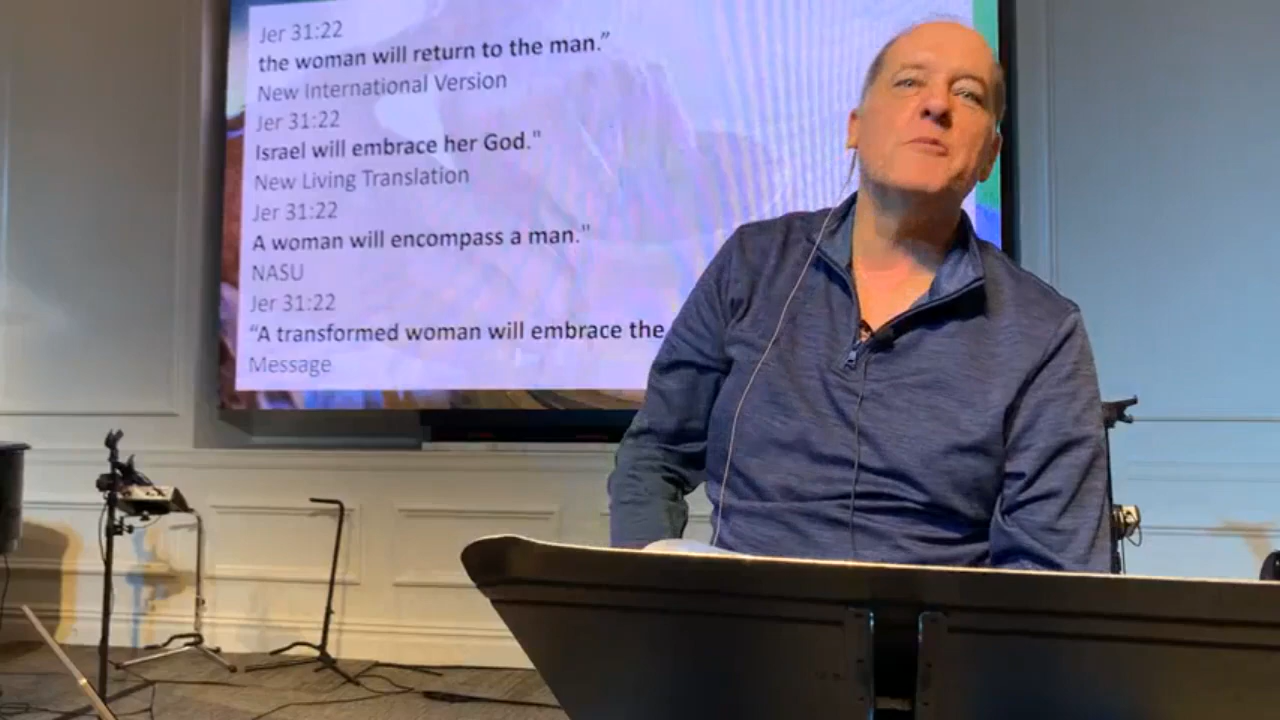 Jer 31:22
the woman will return to the man.”
New International Version
Jer 31:22
Israel will embrace her God."
New Living Translation
Jer 31:22
A woman will encompass a man."
NASU
Jer 31:22
“A transformed woman will embrace the
Message